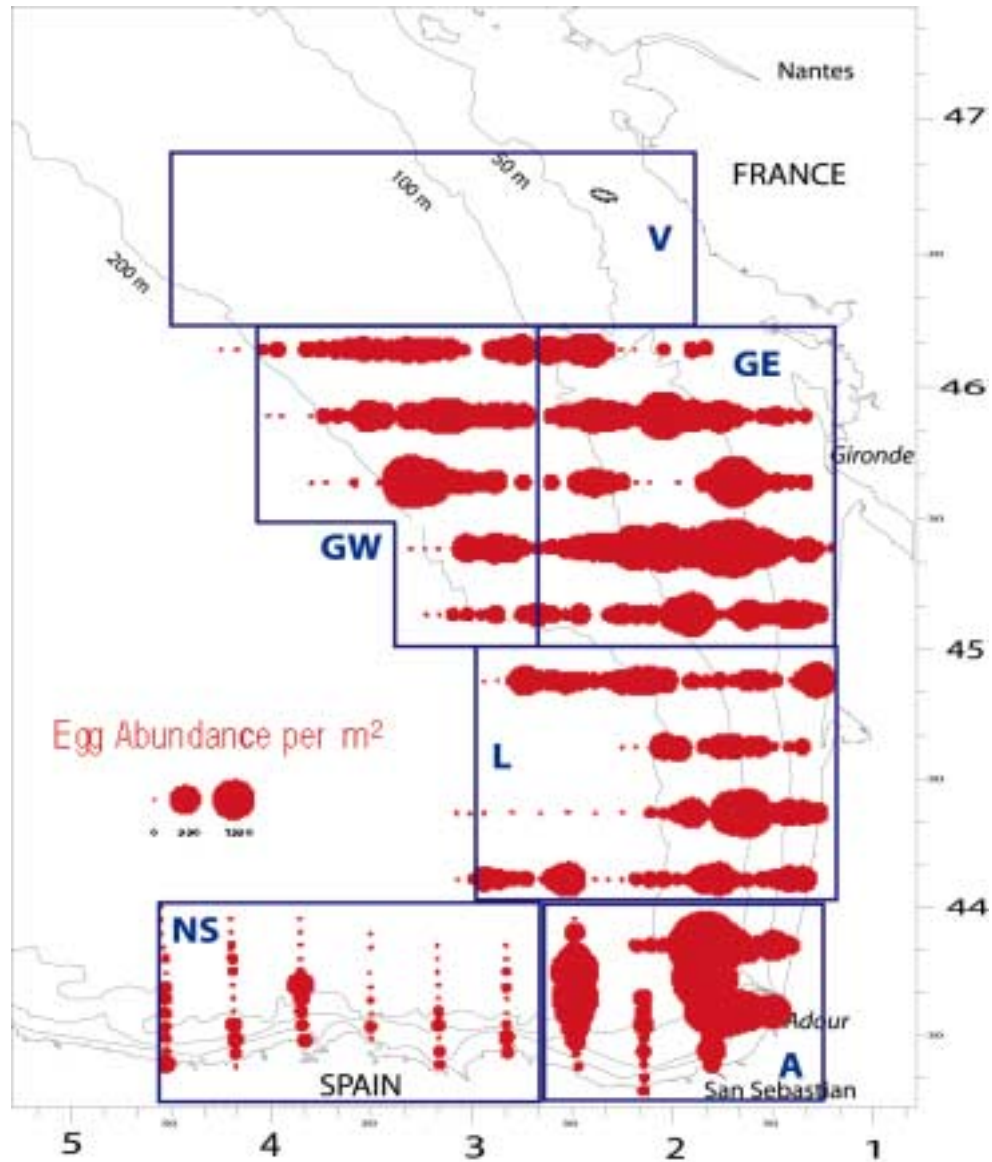 Nantes
47
FRANCE
50 m
100 m
V
200 m
GE
46
Gironde
GW
45
Egg Abundance per m²
L
0
44
NS
Adour
A
SPAIN
San Sebastian
5 4 3 2 1